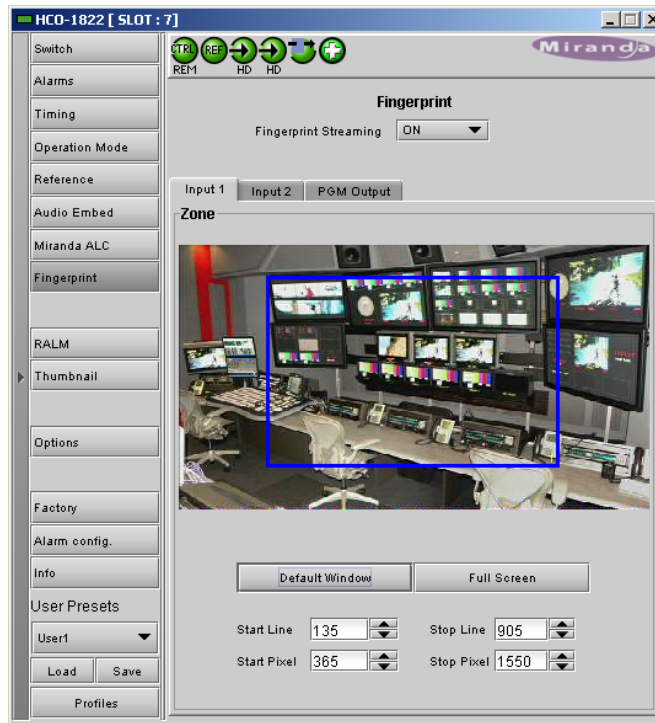 HCO-1822 [ SLOT : 7]
Switch
Alarms
Timing
Operation Mode
Reference
Audio Embed
Miranda ALC
Fingerprint
RALM
Thumbnail
Options
Factory
Alarm config.
Info
User Presets
User1
Load Save
Profiles
CTRL REF
REM HD HD
Miranda
Fingerprint
Fingerprint Streaming ON
Input 1 Input 2 PGM Output
Zone
Default Window Full Screen
Start Line 135 Stop Line 905
Start Pixel 365 Stop Pixel 1550